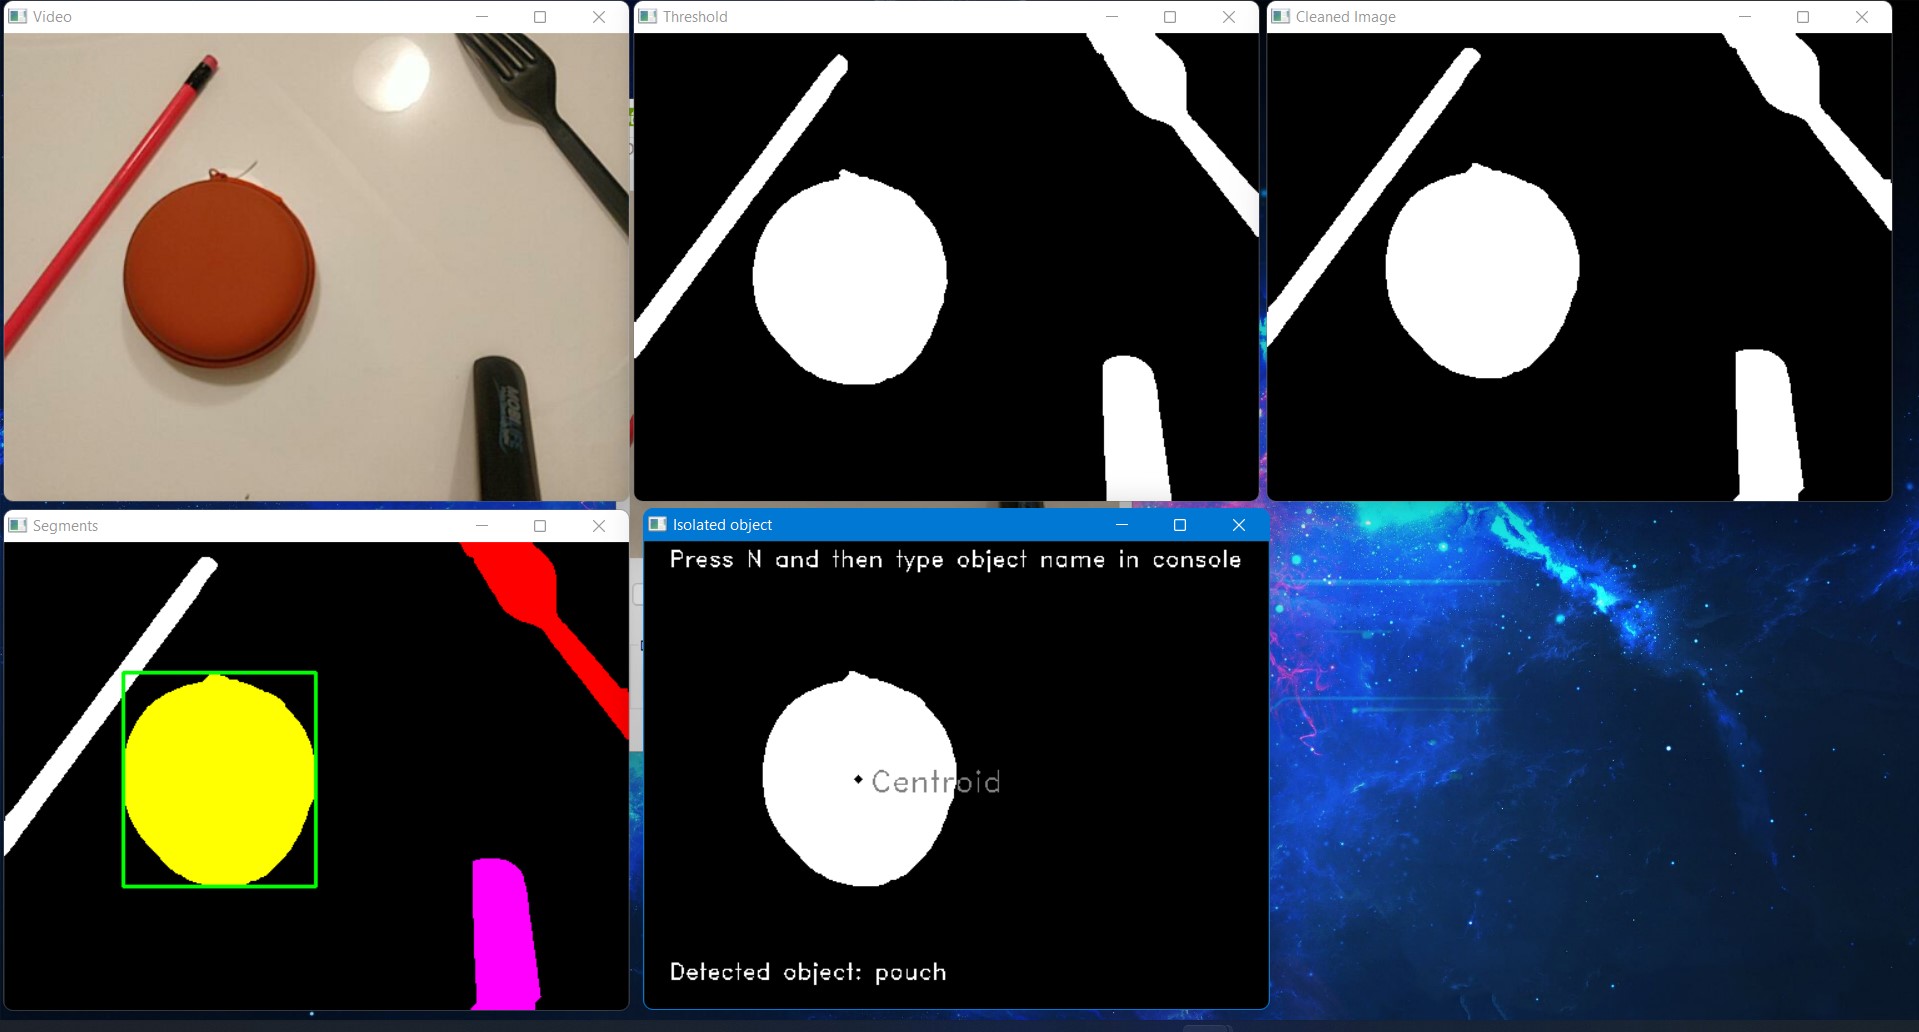 Video
Threshold
Cleaned Image
Segments
Isolated object
Press N and then type object name in console
Centroid
Detected object: pouch